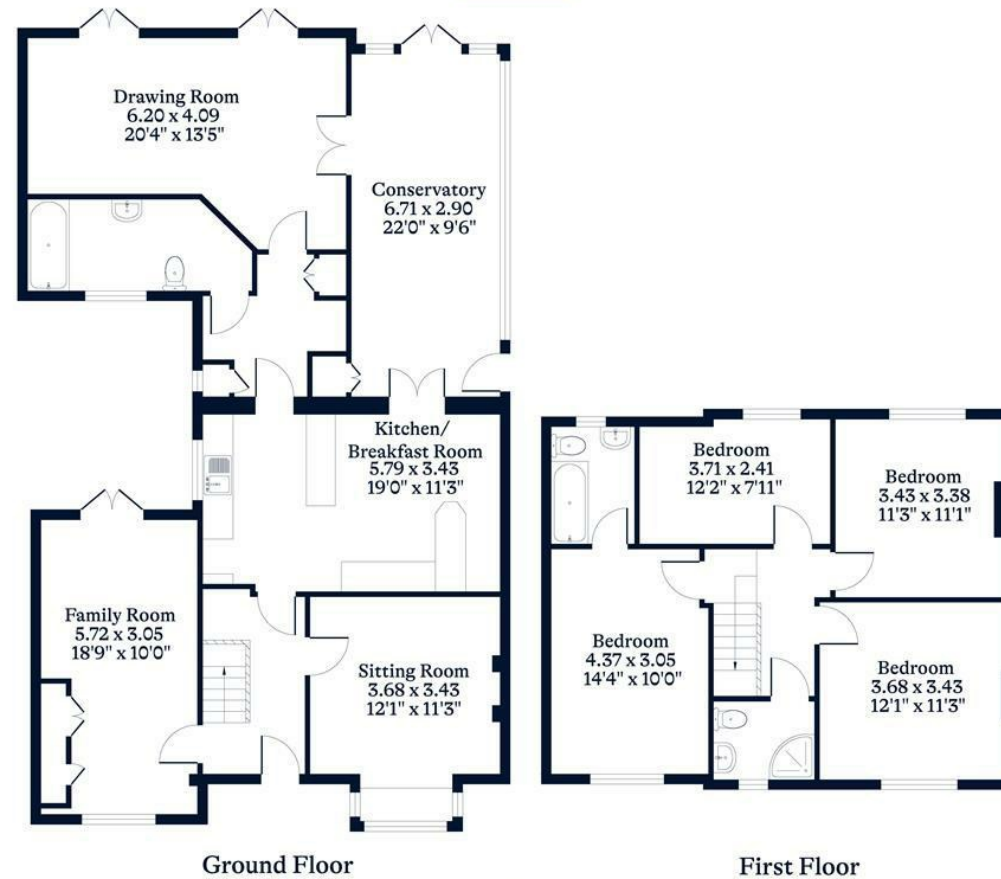 Drawing Room
6.20 x 4.09
20'4" x 13'5"
Conservatory
6.71 x 2.90
22'0" x 9'6"
Kitchen/
Breakfast Room
5.79 x 3.43
19'0" x 11'3"
Family Room
5.72 x 3.05
18'9" x 10'0"
Sitting Room
3.68 x 3.43
12'1" x 11'3"
Ground Floor
Bedroom
3.71 x 2.41
12'2" x 7'11"
Bedroom
3.43 x 3.38
11'3" x 11'1"
Bedroom
4.37 x 3.05
14'4" x 10'0"
Bedroom
3.68 x 3.43
12'1" x 11'3"
First Floor